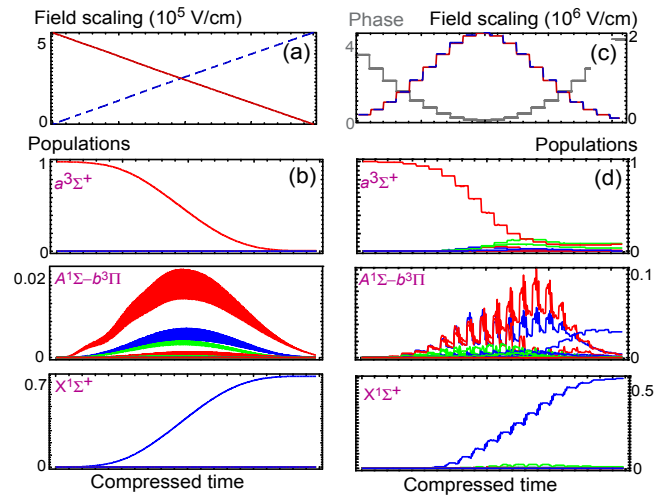 Field scaling (10⁵ V/cm)
5
0
(a)
Populations
1
0
a³Σ⁺
(b)
0.02
0
A¹Σ–b³Π
0.7
0
X¹Σ⁺
Compressed time
Phase Field scaling (10⁶ V/cm)
4
0
2
0
(c)
Populations
a³Σ⁺
(d)
1
0
A¹Σ–b³Π
0.1
0
X¹Σ⁺
0.5
0
Compressed time